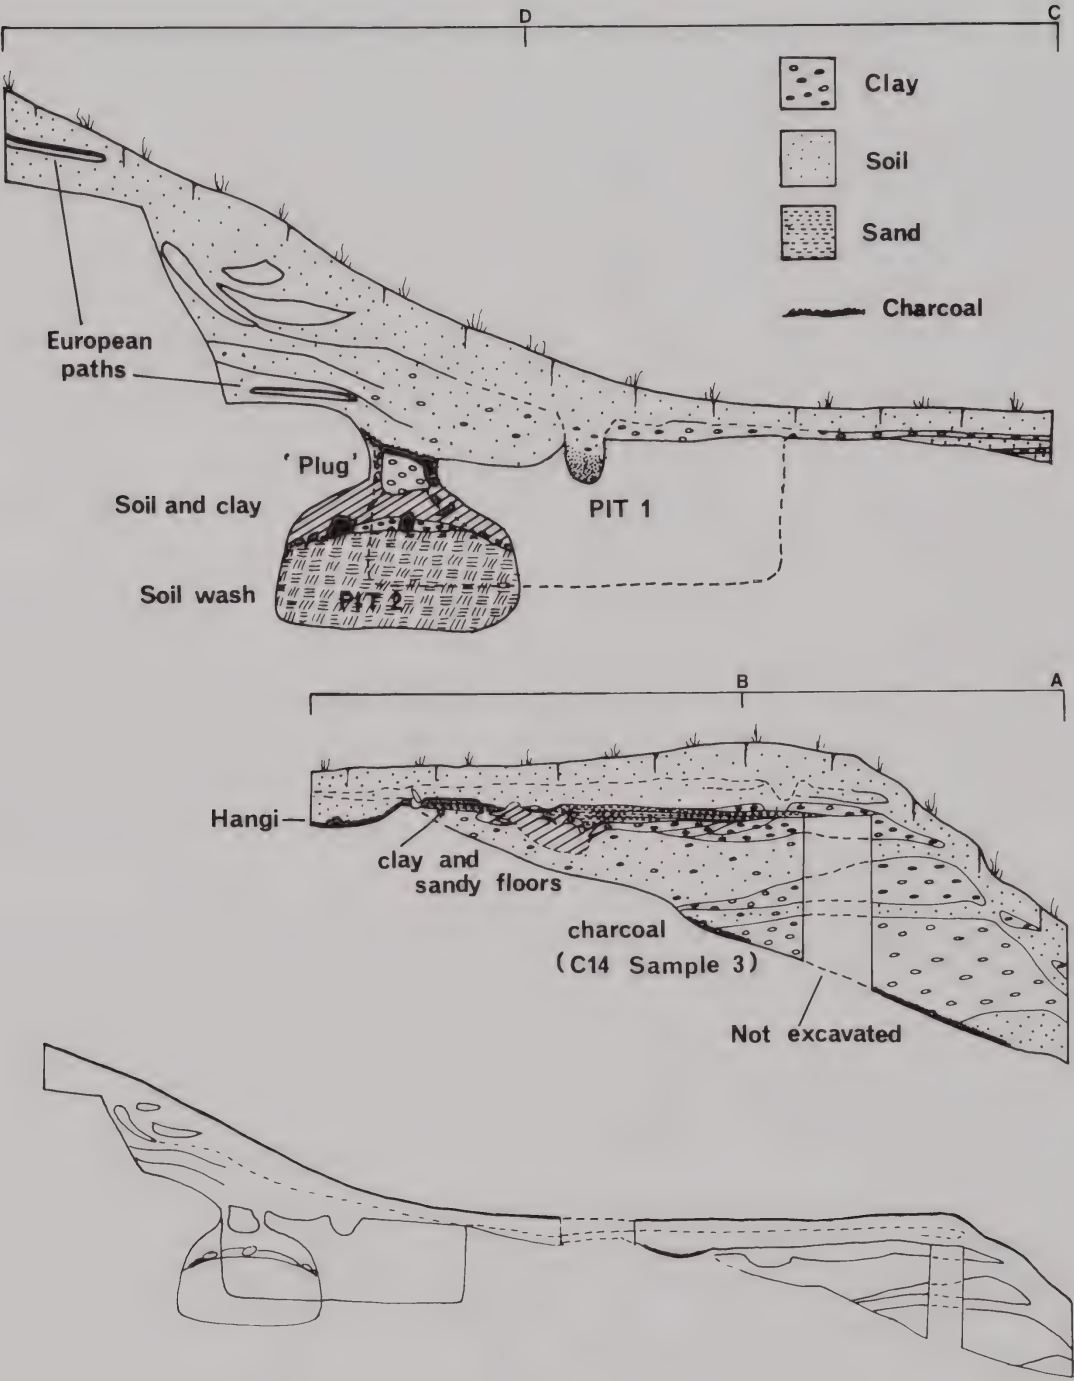 D
C
Clay
Soil
Sand
Charcoal
European
paths
'Plug'
Soil and clay
PIT 1
Soil wash
PIT 2
B
A
Hangi
clay and
sandy floors
charcoal
(C14 Sample 3)
Not excavated